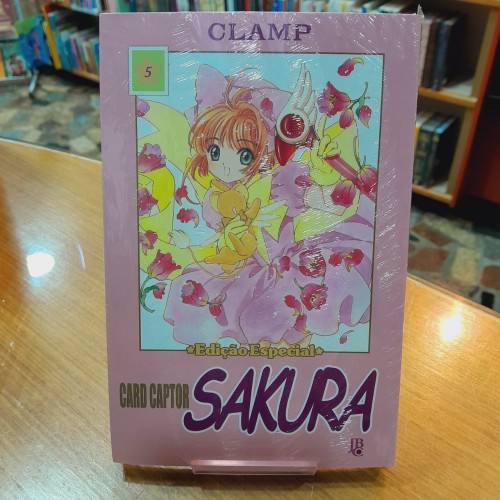 CLAMP
5
★Edição Especial★
CARD CAPTOR
SAKURA
JBC